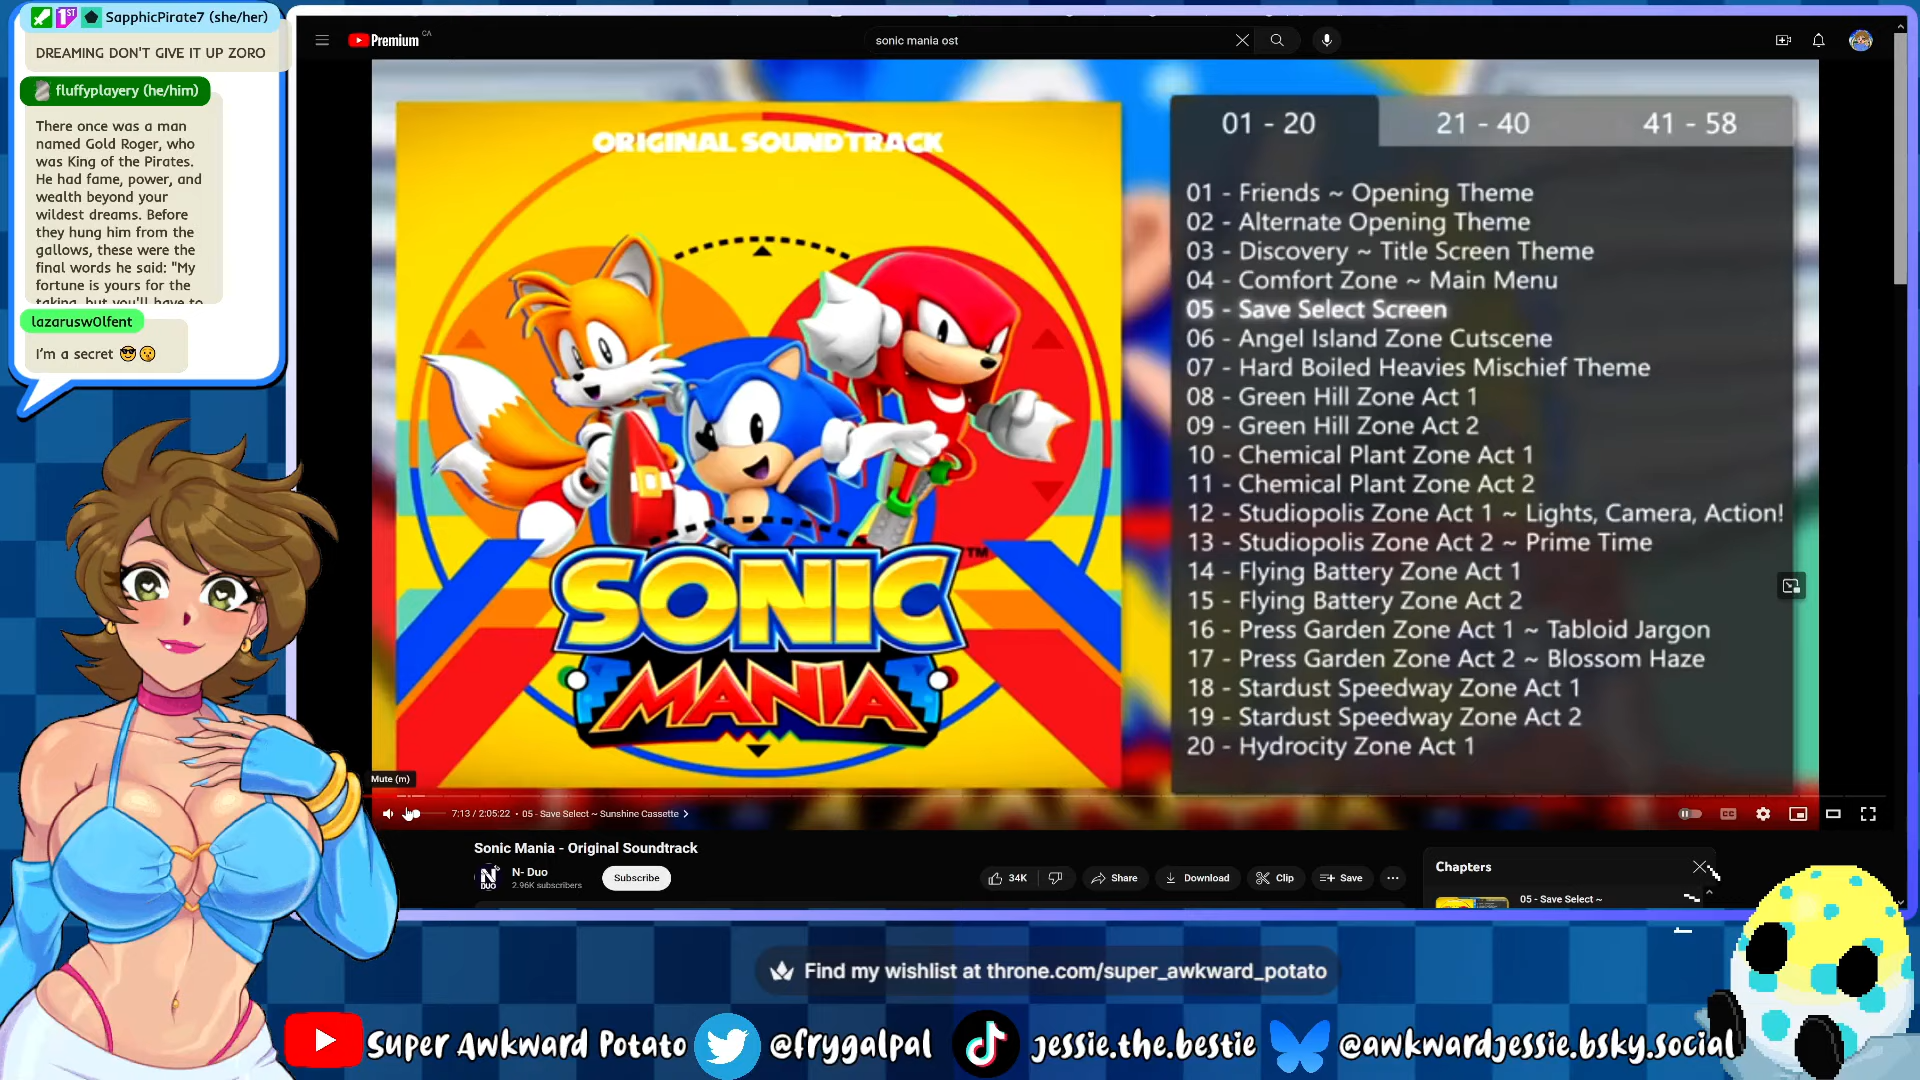 SapphicPirate7 (she/her)
DREAMING DON'T GIVE IT UP ZORO
fluffyplayery (he/him)
There once was a man
named Gold Roger, who
was King of the Pirates.
He had fame, power, and
wealth beyond your
wildest dreams. Before
they hung him from the
gallows, these were the
final words he said: "My
fortune is yours for the
taking, but you'll have to
lazarusw0lfent
I'm a secret 😎😗
Premium CA
sonic mania ost
ORIGINAL SOUNDTRACK
SONIC
MANIA
TM
01 - 20
21 - 40
41 - 58
01 - Friends ~ Opening Theme
02 - Alternate Opening Theme
03 - Discovery ~ Title Screen Theme
04 - Comfort Zone ~ Main Menu
05 - Save Select Screen
06 - Angel Island Zone Cutscene
07 - Hard Boiled Heavies Mischief Theme
08 - Green Hill Zone Act 1
09 - Green Hill Zone Act 2
10 - Chemical Plant Zone Act 1
11 - Chemical Plant Zone Act 2
12 - Studiopolis Zone Act 1 ~ Lights, Camera, Action!
13 - Studiopolis Zone Act 2 ~ Prime Time
14 - Flying Battery Zone Act 1
15 - Flying Battery Zone Act 2
16 - Press Garden Zone Act 1 ~ Tabloid Jargon
17 - Press Garden Zone Act 2 ~ Blossom Haze
18 - Stardust Speedway Zone Act 1
19 - Stardust Speedway Zone Act 2
20 - Hydrocity Zone Act 1
Mute (m)
7:13 / 2:05:22 • 05 - Save Select ~ Sunshine Cassette
Sonic Mania - Original Soundtrack
N DUO
N- Duo
2.96K subscribers
Subscribe
34K
Share
Download
Clip
Save
Chapters
05 - Save Select ~
Find my wishlist at throne.com/super_awkward_potato
Super Awkward Potato
@frygalpal
jessie.the.bestie
@awkwardjessie.bsky.social